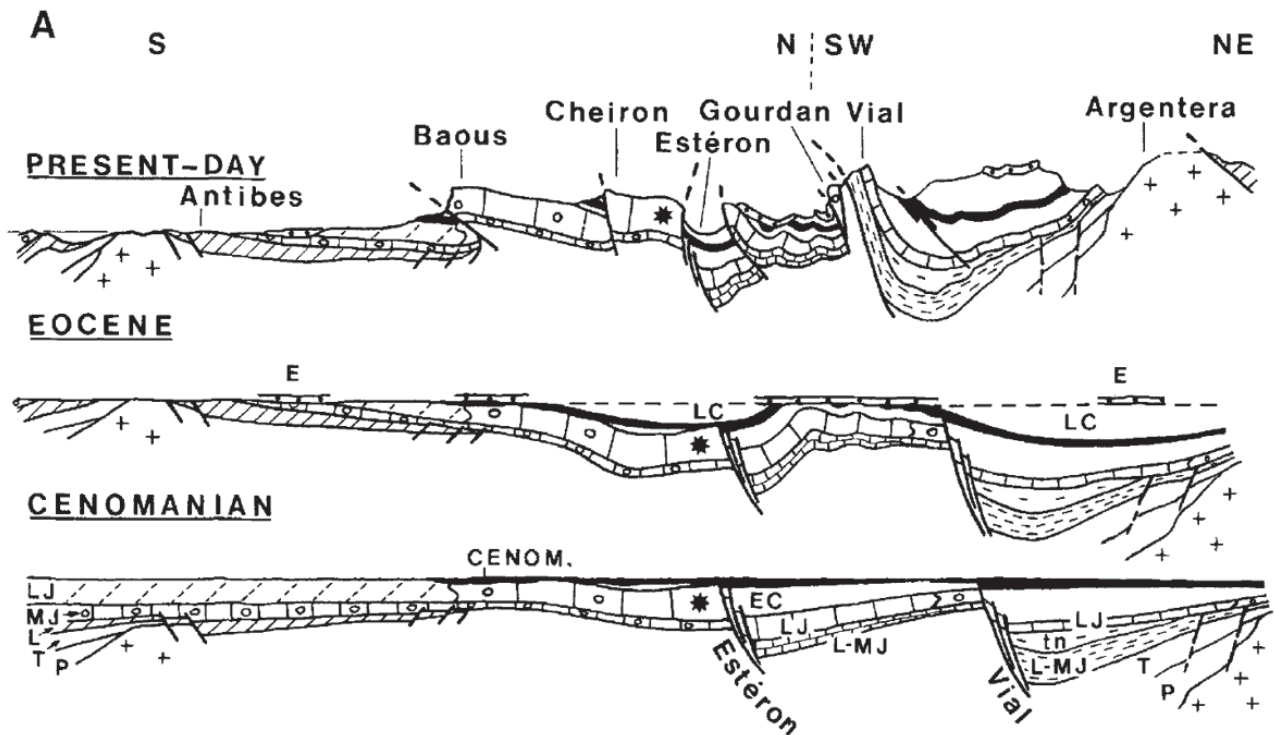 A
S N SW NE
Cheiron Gourdan Vial Argentera
Baous Estéron
PRESENT-DAY
Antibes
EOCENE
E E
LC LC
CENOMANIAN
CENOM.
LJ EC
MJ LJ LJ
L L-MJ tn
T P L-MJ T
P
Estéron Vial